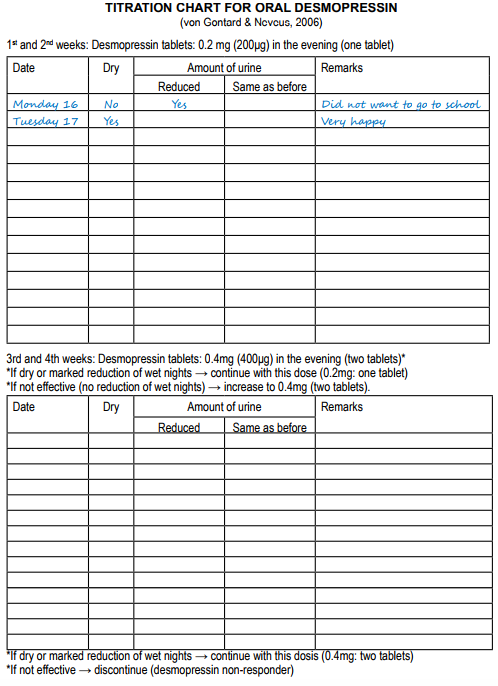 TITRATION CHART FOR ORAL DESMOPRESSIN
(von Gontard & Nevcus, 2006)
1st and 2nd weeks: Desmopressin tablets: 0.2 mg (200µg) in the evening (one tablet)
Date Dry Amount of urine Remarks
Reduced Same as before
Monday 16 No Yes Did not want to go to school
Tuesday 17 Yes Very happy
3rd and 4th weeks: Desmopressin tablets: 0.4mg (400µg) in the evening (two tablets)*
*If dry or marked reduction of wet nights → continue with this dose (0.2mg: one tablet)
*If not effective (no reduction of wet nights) → increase to 0.4mg (two tablets).
Date Dry Amount of urine Remarks
Reduced Same as before
*If dry or marked reduction of wet nights → continue with this dosis (0.4mg: two tablets)
*If not effective → discontinue (desmopressin non-responder)